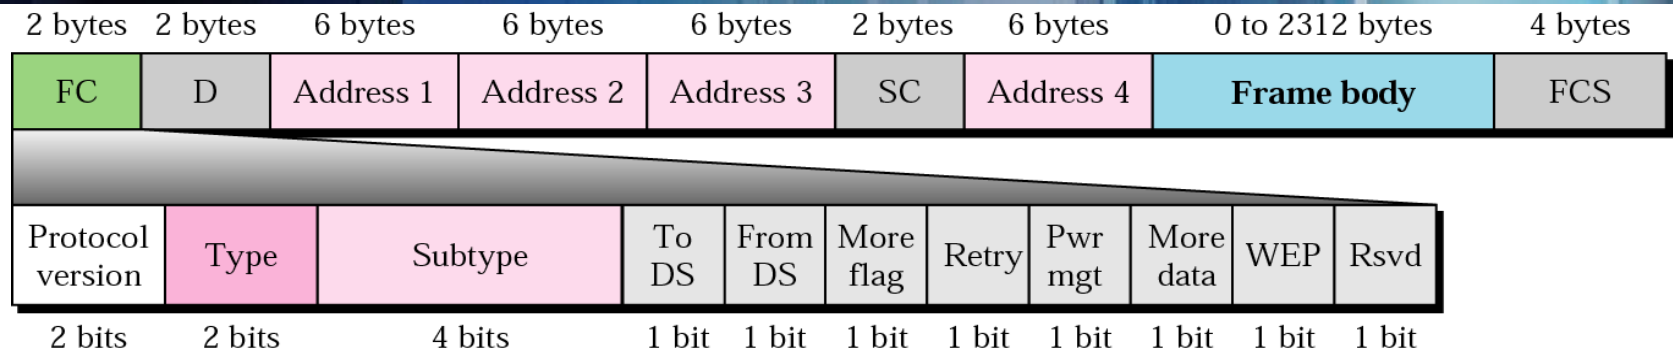 2 bytes 2 bytes 6 bytes 6 bytes 6 bytes 2 bytes 6 bytes 0 to 2312 bytes 4 bytes
FC D Address 1 Address 2 Address 3 SC Address 4 Frame body FCS
Protocol version Type Subtype To DS From DS More flag Retry Pwr mgt More data WEP Rsvd
2 bits 2 bits 4 bits 1 bit 1 bit 1 bit 1 bit 1 bit 1 bit 1 bit 1 bit